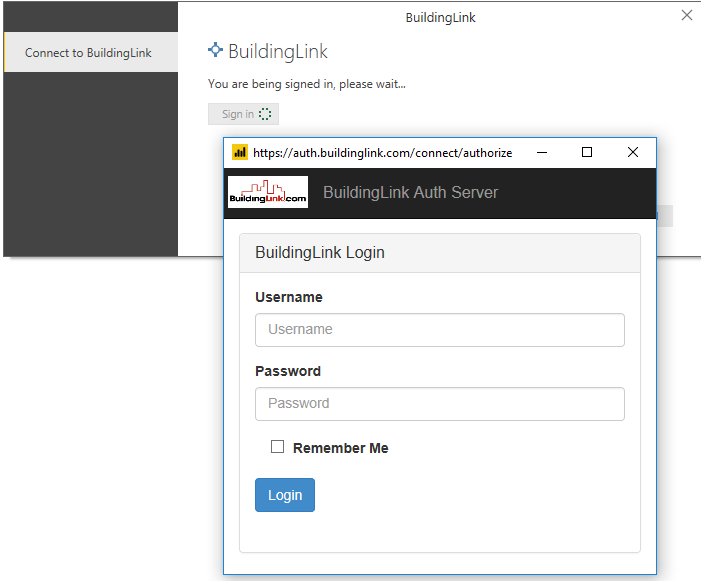 BuildingLink
Connect to BuildingLink
BuildingLink
You are being signed in, please wait...
Sign in
https://auth.buildinglink.com/connect/authorize
BuildingLink.com
BuildingLink Auth Server
BuildingLink Login
Username
Username
Password
Password
Remember Me
Login